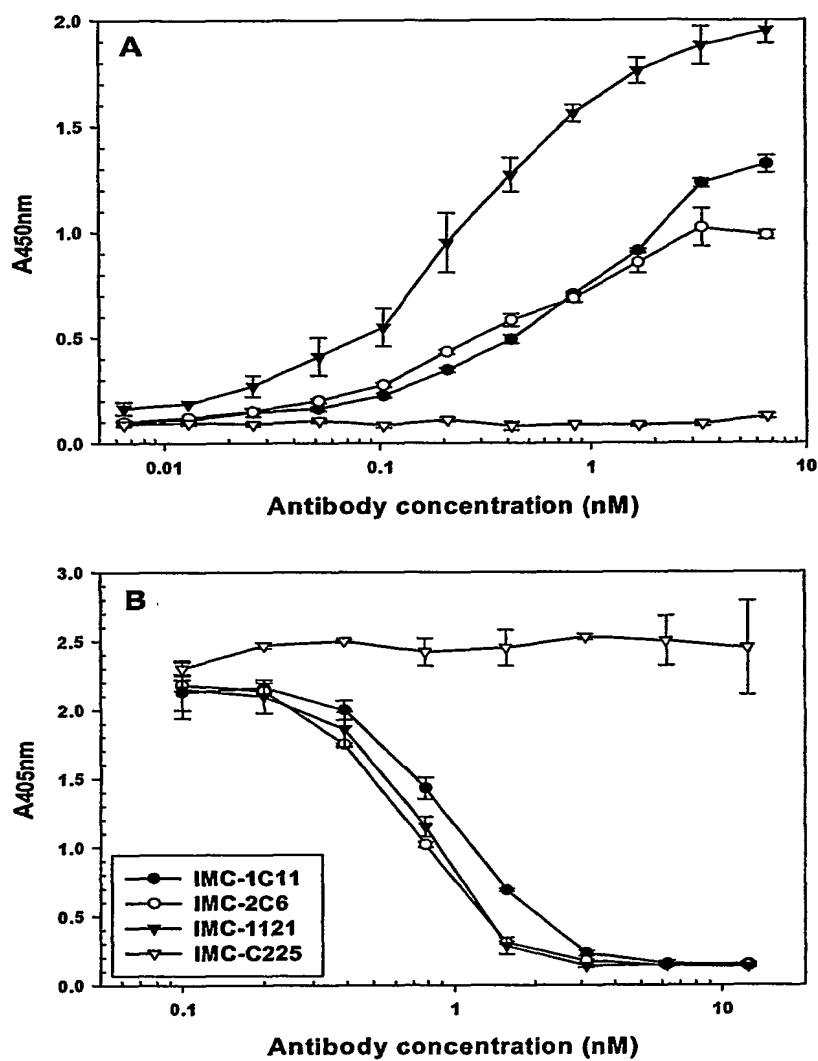 A
2.0
1.5
1.0
0.5
0.0
A450nm
0.01 0.1 1 10
Antibody concentration (nM)
B
3.0
2.5
2.0
1.5
1.0
0.5
0.0
A405nm
IMC-1C11
IMC-2C6
IMC-1121
IMC-C225
0.1 1 10
Antibody concentration (nM)